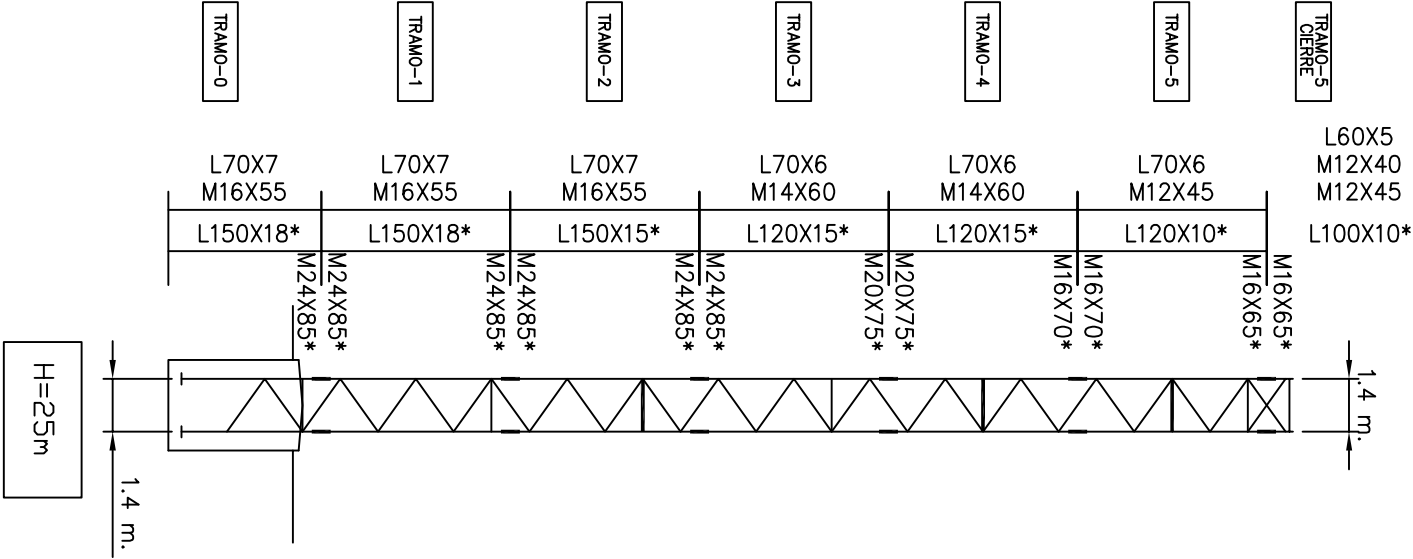 TRAMO-0
TRAMO-1
TRAMO-2
TRAMO-3
TRAMO-4
TRAMO-5
TRAMO-5
CIERRE
L70X7
M16X55
L150X18*
L70X7
M16X55
L150X18*
L70X7
M16X55
L150X15*
L70X6
M14X60
L120X15*
L70X6
M14X60
L120X15*
L70X6
M12X45
L120X10*
L60X5
M12X40
M12X45
L100X10*
M24X85*
M24X85*
M24X85*
M24X85*
M24X85*
M24X85*
M20X75*
M20X75*
M16X70*
M16X70*
M16X65*
M16X65*
H=25m
1.4 m.
1.4 m.